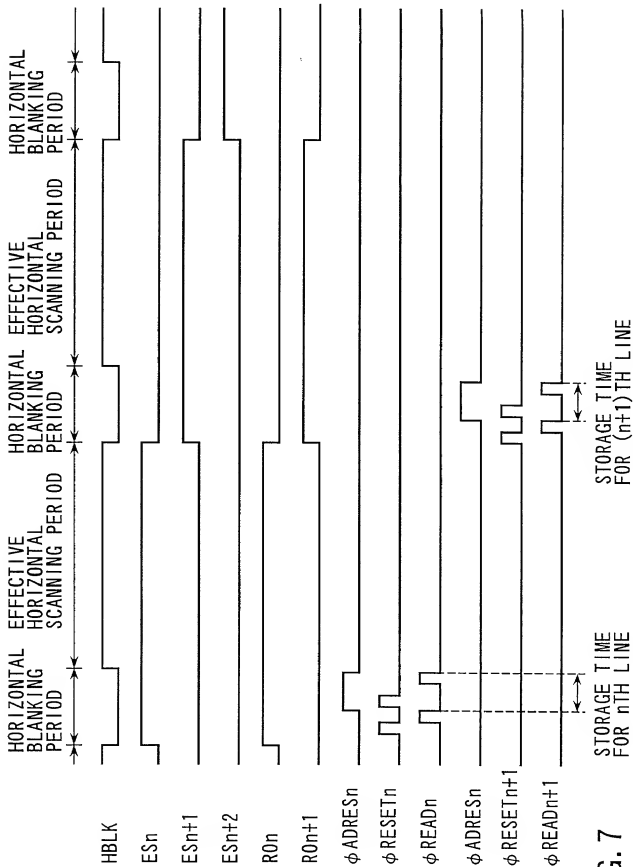 HORIZONTAL
BLANKING
PERIOD
EFFECTIVE
HORIZONTAL
SCANNING PERIOD
HORIZONTAL
BLANKING
PERIOD
EFFECTIVE
HORIZONTAL
SCANNING PERIOD
HORIZONTAL
BLANKING
PERIOD
HBLK
ESn
ESn+1
ESn+2
ROn
ROn+1
φADRESn
φRESETn
φREADn
φADRESn
φRESETn+1
φREADn+1
STORAGE TIME
FOR nTH LINE
STORAGE TIME
FOR (n+1)TH LINE
G. 7